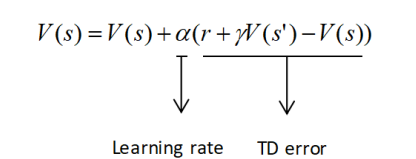 V(s) = V(s) + α(r + γV(s') − V(s))
Learning rate TD error